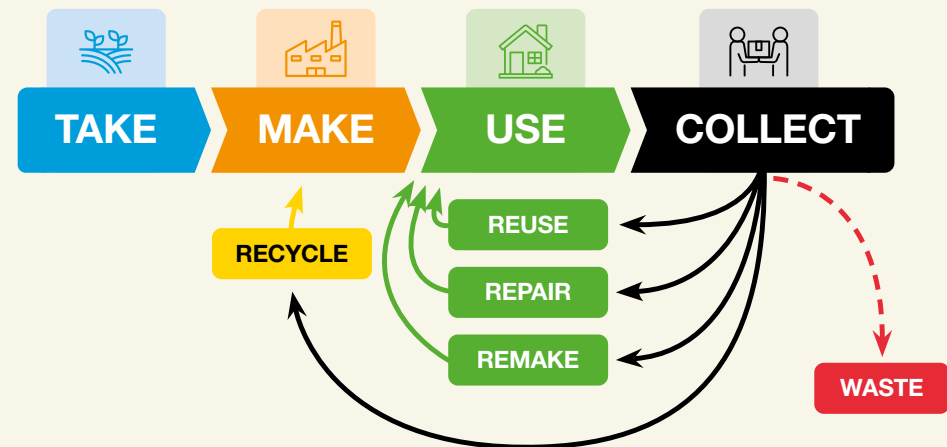 TAKE
MAKE
USE
COLLECT
REUSE
RECYCLE
REPAIR
REMAKE
WASTE